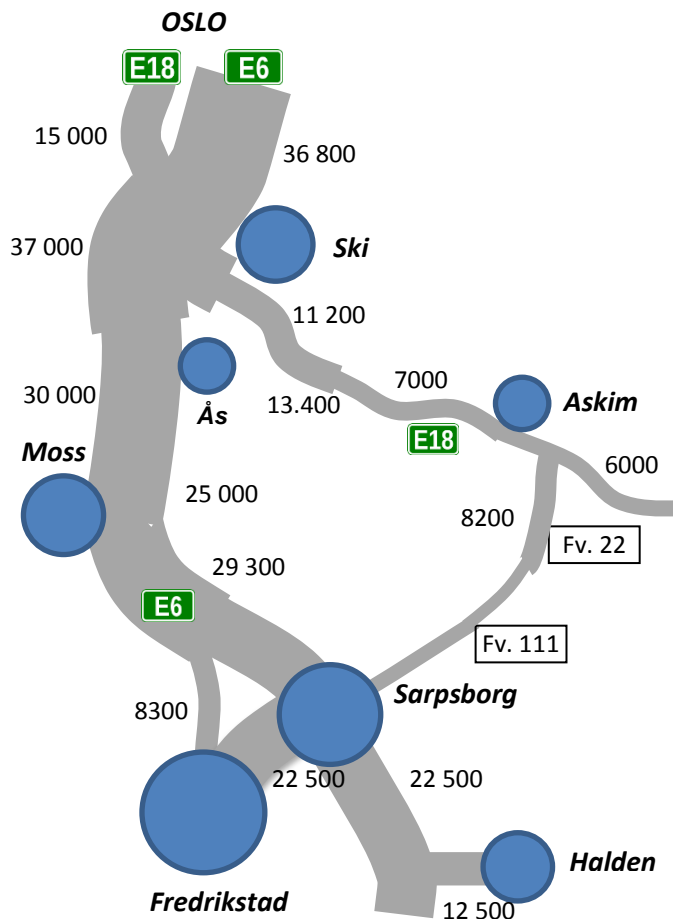 OSLO
E18
E6
15 000
36 800
37 000
Ski
11 200
30 000
7000
13.400
Askim
Ås
E18
Moss
6000
25 000
8200
Fv. 22
29 300
E6
Fv. 111
Sarpsborg
8300
22 500
22 500
Halden
Fredrikstad
12 500